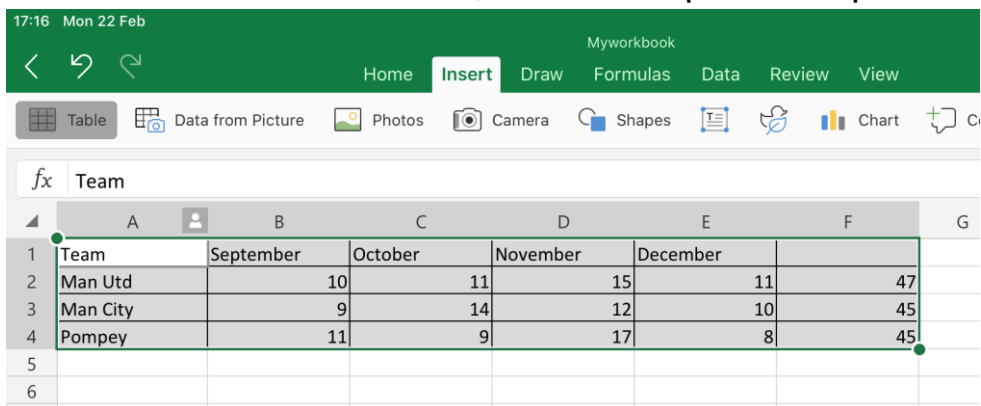 17:16 Mon 22 Feb
Myworkbook
Home Insert Draw Formulas Data Review View
Table Data from Picture Photos Camera Shapes Chart
fx Team
A B C D E F G
1 Team September October November December
2 Man Utd 10 11 15 11 47
3 Man City 9 14 12 10 45
4 Pompey 11 9 17 8 45
5
6